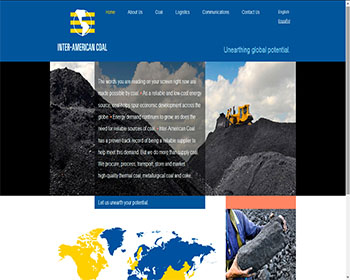 Home About Us Coal Logistics Communications Contact Us English
Español
INTER-AMERICAN COAL
Unearthing global potential.
The words you are reading on your screen right now are
made possible by coal. • As a reliable and low-cost energy
source, coal helps spur economic development across the
globe. • Energy demand continues to grow, as does the
need for reliable sources of coal. • Inter-American Coal
has a proven track record of being a reliable supplier to
help meet this demand. But we do more than supply coal.
We procure, process, transport, store and market
high-quality thermal coal, metallurgical coal and coke.
Let us unearth your potential.